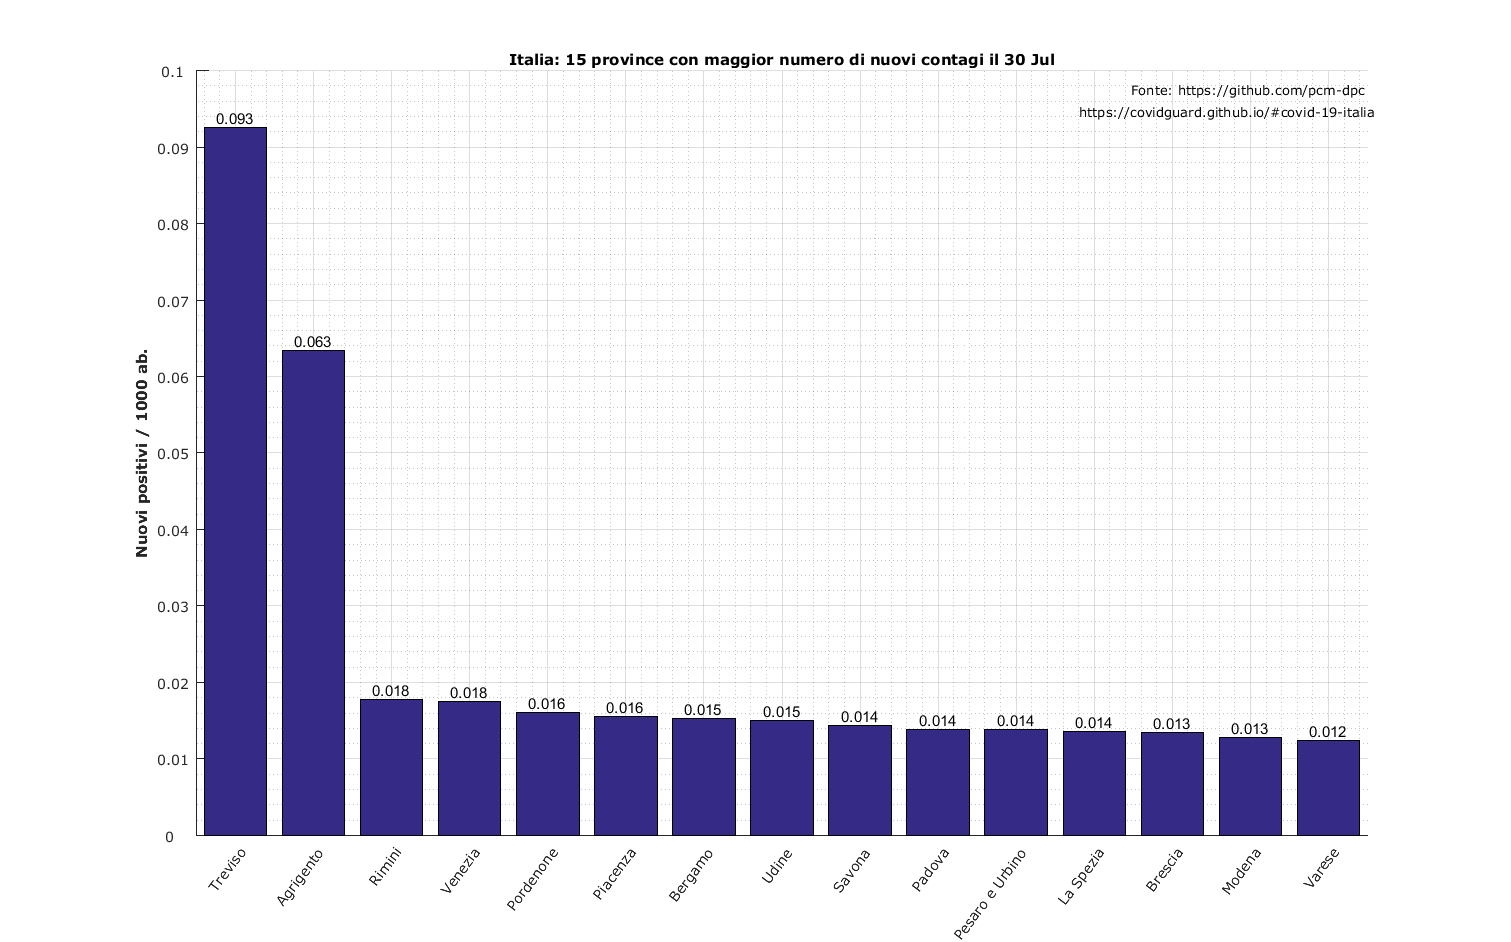 Italia: 15 province con maggior numero di nuovi contagi il 30 Jul
Fonte: https://github.com/pcm-dpc
https://covidguard.github.io/#covid-19-italia
Nuovi positivi / 1000 ab.
0.1
0.09
0.08
0.07
0.06
0.05
0.04
0.03
0.02
0.01
0
0.093
0.063
0.018
0.018
0.016
0.016
0.015
0.015
0.014
0.014
0.014
0.014
0.013
0.013
0.012
Treviso
Agrigento
Rimini
Venezia
Pordenone
Piacenza
Bergamo
Udine
Savona
Padova
Pesaro e Urbino
La Spezia
Brescia
Modena
Varese